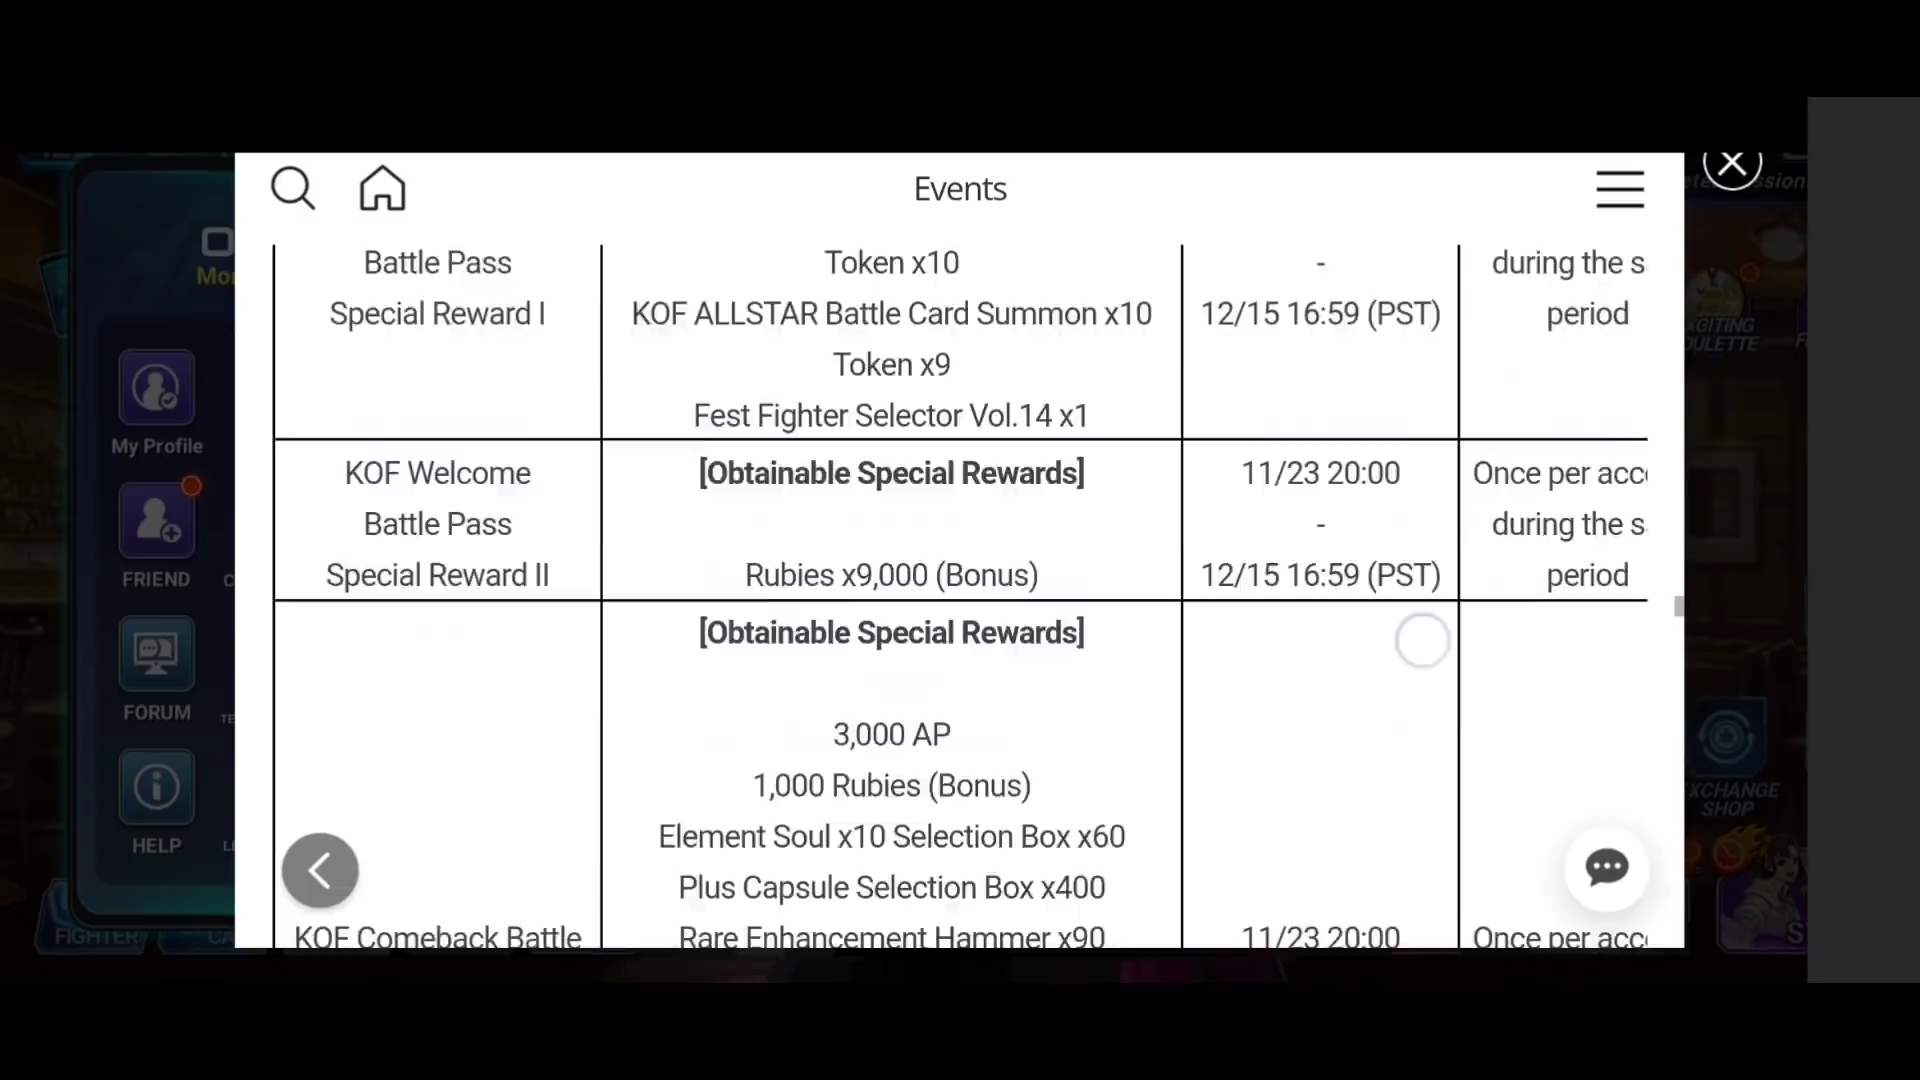 Events
Battle Pass
Special Reward I
Token x10
KOF ALLSTAR Battle Card Summon x10
Token x9
Fest Fighter Selector Vol.14 x1
-
12/15 16:59 (PST)
during the s
period
KOF Welcome
Battle Pass
Special Reward II
[Obtainable Special Rewards]
Rubies x9,000 (Bonus)
11/23 20:00
-
12/15 16:59 (PST)
Once per acc
during the s
period
[Obtainable Special Rewards]
3,000 AP
1,000 Rubies (Bonus)
Element Soul x10 Selection Box x60
Plus Capsule Selection Box x400
KOF Comeback Battle
Rare Enhancement Hammer x90
11/23 20:00
Once per acc
My Profile
FRIEND
FORUM
HELP
FIGHTER
XCHANGE
SHOP